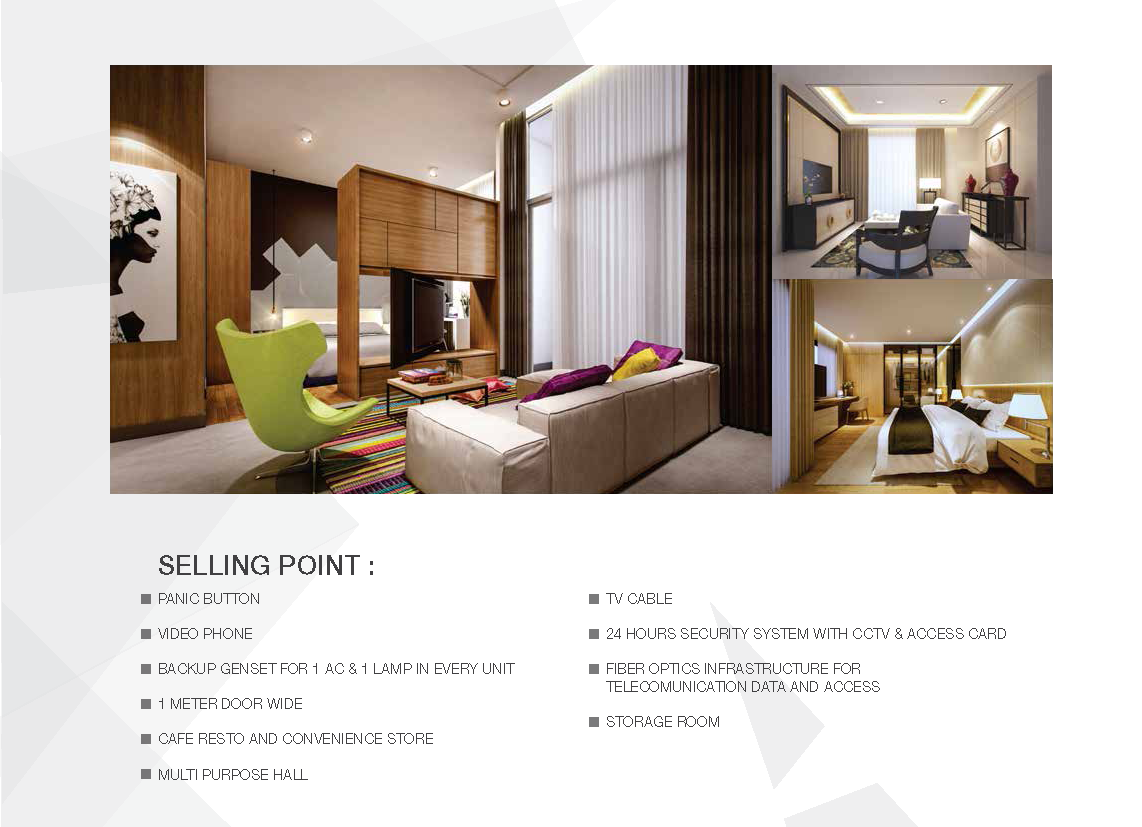 SELLING POINT :
PANIC BUTTON
VIDEO PHONE
BACKUP GENSET FOR 1 AC & 1 LAMP IN EVERY UNIT
1 METER DOOR WIDE
CAFE RESTO AND CONVENIENCE STORE
MULTI PURPOSE HALL
TV CABLE
24 HOURS SECURITY SYSTEM WITH CCTV & ACCESS CARD
FIBER OPTICS INFRASTRUCTURE FOR
TELECOMUNICATION DATA AND ACCESS
STORAGE ROOM